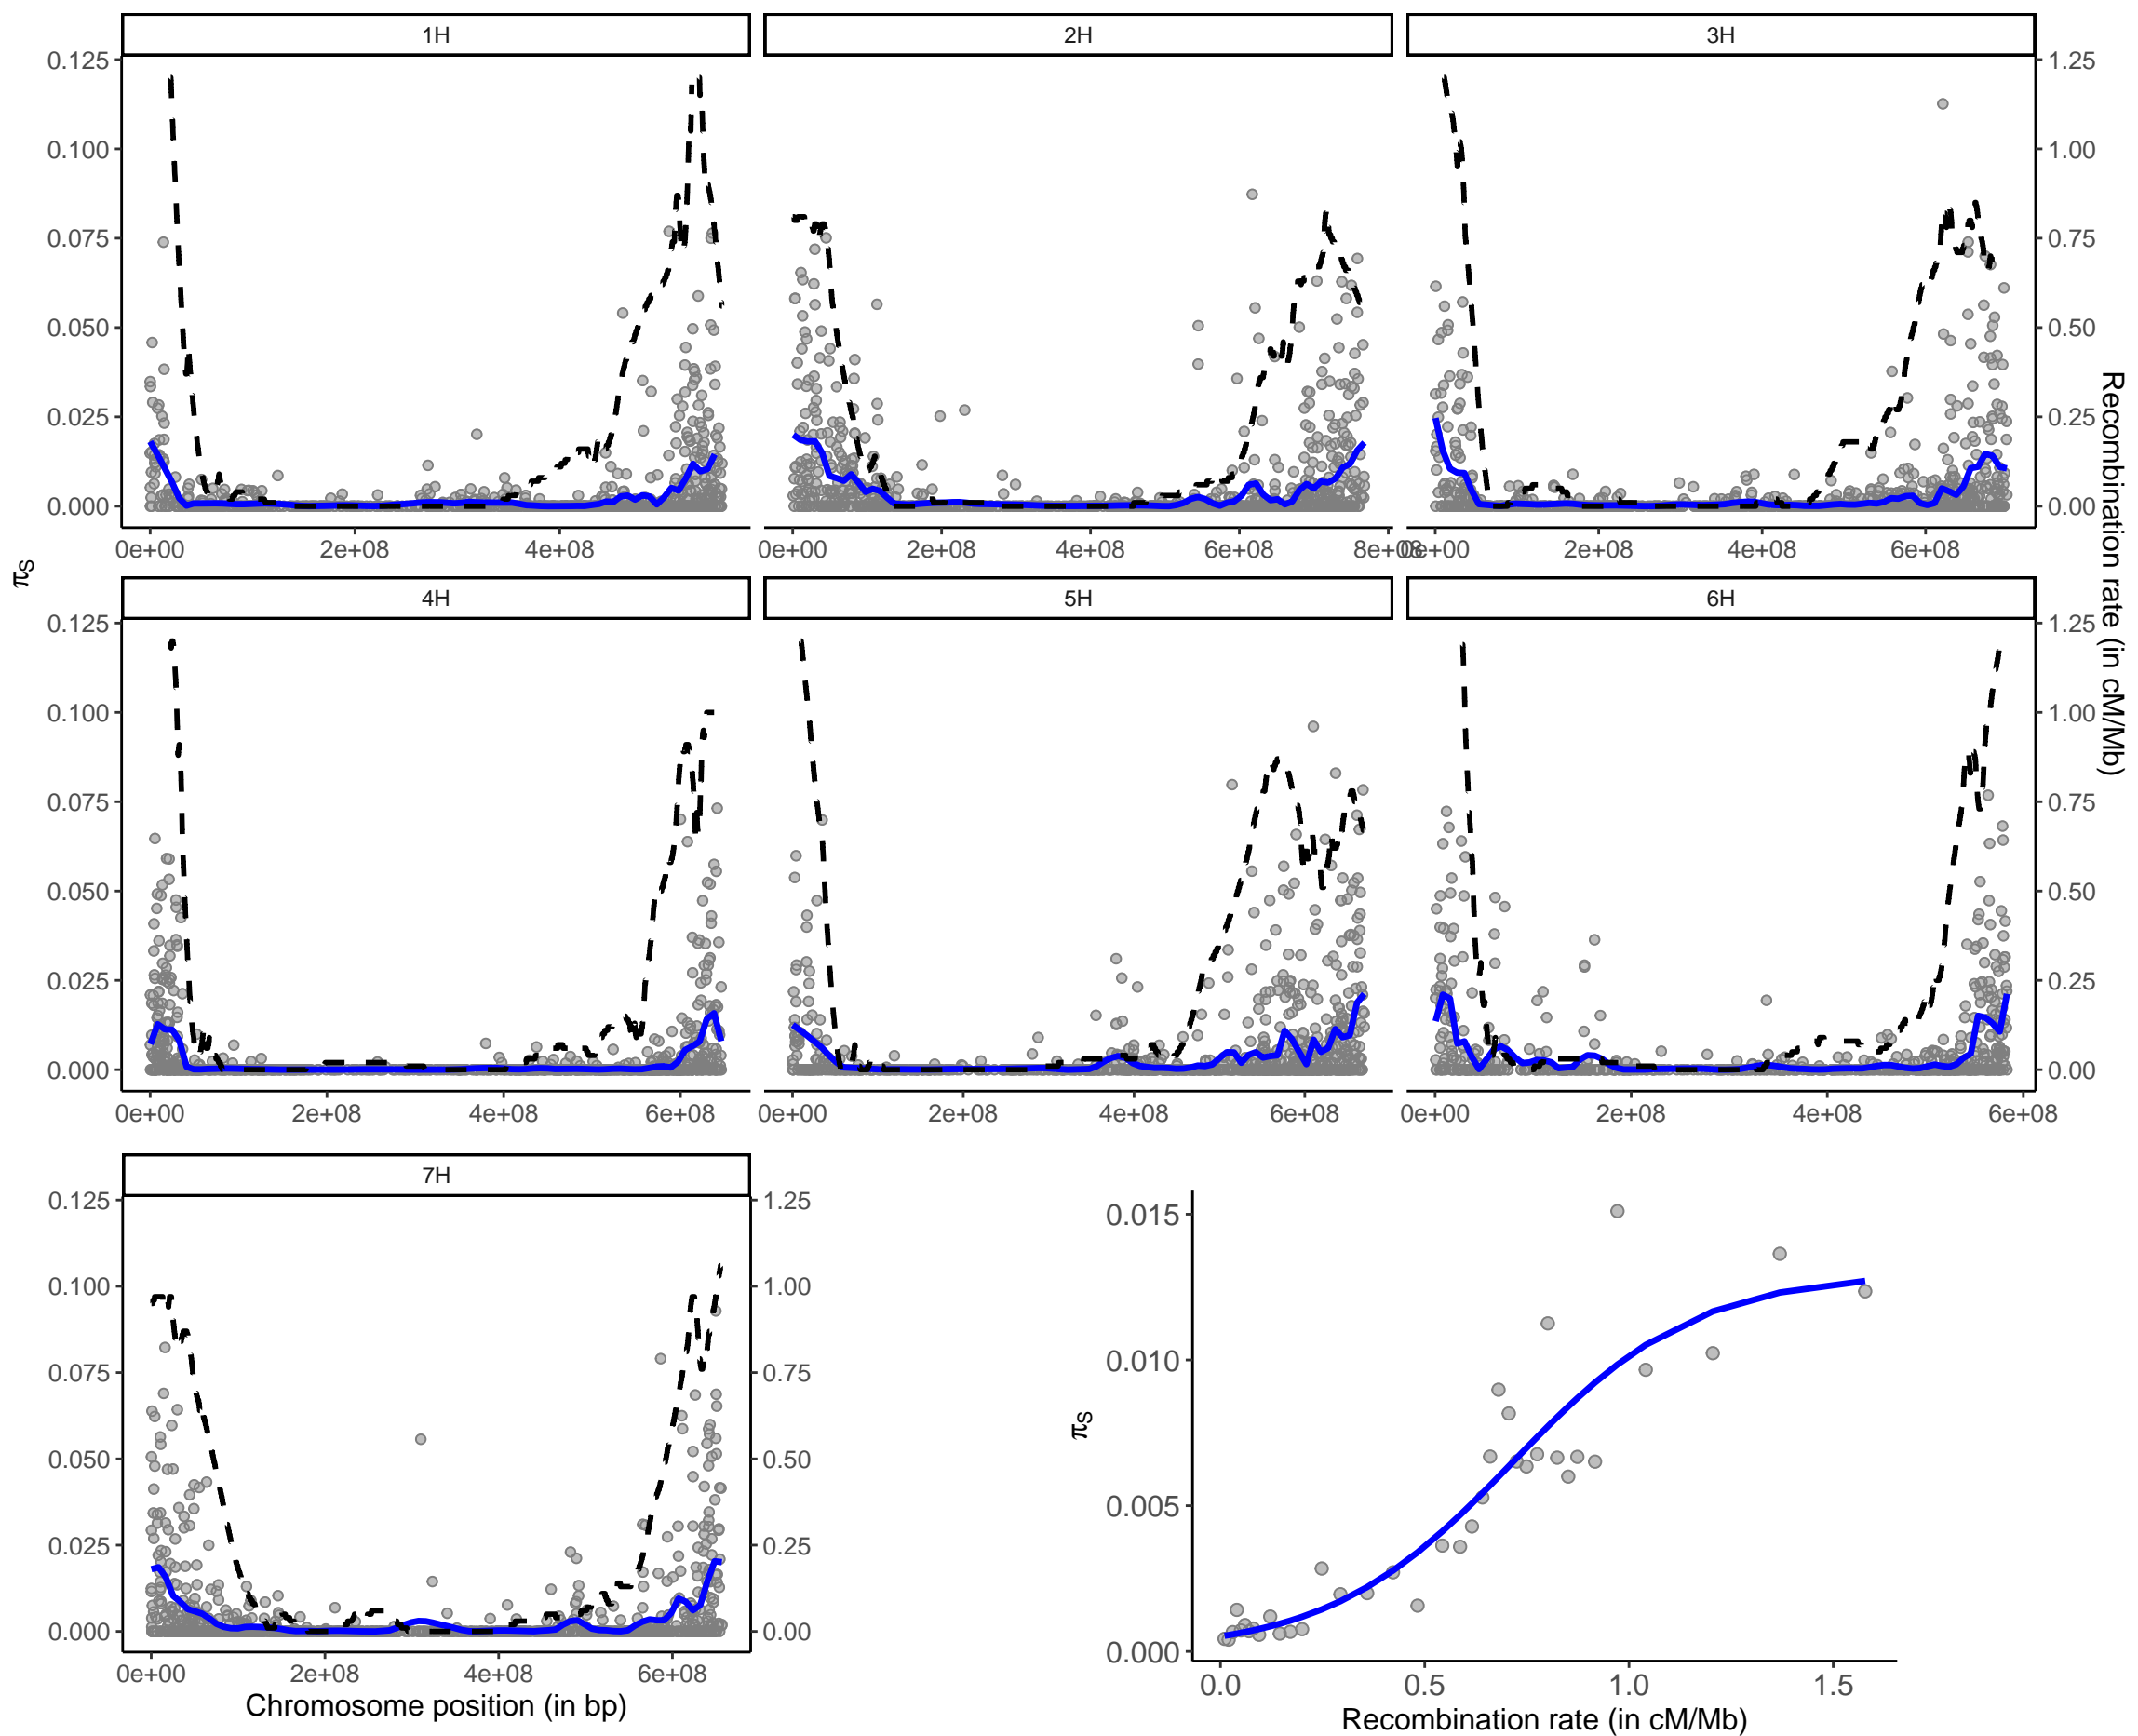 1H 2H 3H
0.125 1.25
0.100 1.00
0.075 0.75
0.050 0.50
0.025 0.25
0.000 0.00
0e+00 2e+08 4e+08 0e+00 2e+08 4e+08 6e+08 8e+08 0e+00 2e+08 4e+08 6e+08
πS
Recombination rate (in cM/Mb)
4H 5H 6H
0.125 1.25
0.100 1.00
0.075 0.75
0.050 0.50
0.025 0.25
0.000 0.00
0e+00 2e+08 4e+08 6e+08 0e+00 2e+08 4e+08 6e+08 0e+00 2e+08 4e+08 6e+08
7H
0.125 1.25
0.100 1.00
0.075 0.75
0.050 0.50
0.025 0.25
0.000 0.00
0e+00 2e+08 4e+08 6e+08
Chromosome position (in bp)
πS
0.015
0.010
0.005
0.000
0.0 0.5 1.0 1.5
Recombination rate (in cM/Mb)